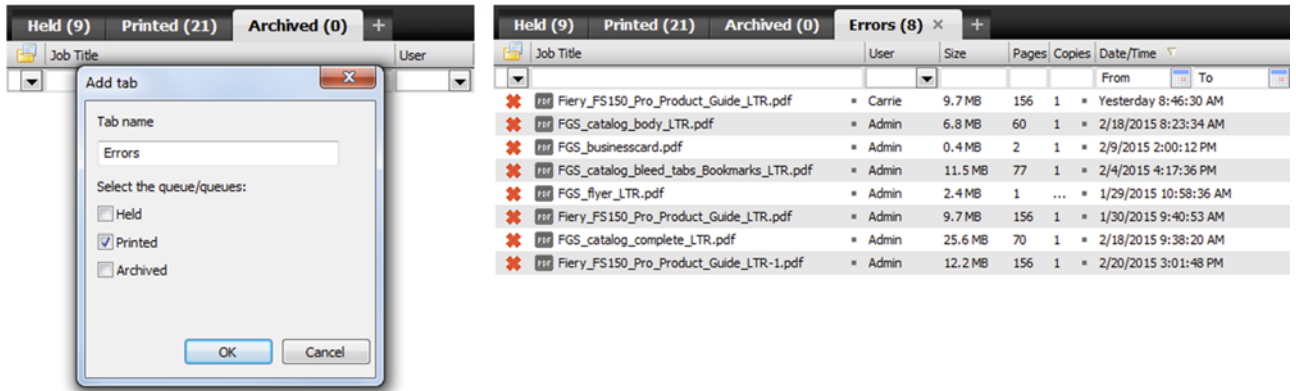 Held (9) Printed (21) Archived (0) +
Job Title User
Add tab
Tab name
Errors
Select the queue/queues:
Held
Printed
Archived
OK Cancel
Held (9) Printed (21) Archived (0) Errors (8) × +
Job Title User Size Pages Copies Date/Time
From To
PDF Fiery_FS150_Pro_Product_Guide_LTR.pdf Carrie 9.7 MB 156 1 Yesterday 8:46:30 AM
PDF FGS_catalog_body_LTR.pdf Admin 6.8 MB 60 1 2/18/2015 8:23:34 AM
PDF FGS_businesscard.pdf Admin 0.4 MB 2 1 2/9/2015 2:00:12 PM
PDF FGS_catalog_bleed_tabs_Bookmarks_LTR.pdf Admin 11.5 MB 77 1 2/4/2015 4:17:36 PM
PDF FGS_flyer_LTR.pdf Admin 2.4 MB 1 ... 1/29/2015 10:58:36 AM
PDF Fiery_FS150_Pro_Product_Guide_LTR.pdf Admin 9.7 MB 156 1 1/30/2015 9:40:53 AM
PDF FGS_catalog_complete_LTR.pdf Admin 25.6 MB 70 1 2/18/2015 9:38:20 AM
PDF Fiery_FS150_Pro_Product_Guide_LTR-1.pdf Admin 12.2 MB 156 1 2/20/2015 3:01:48 PM